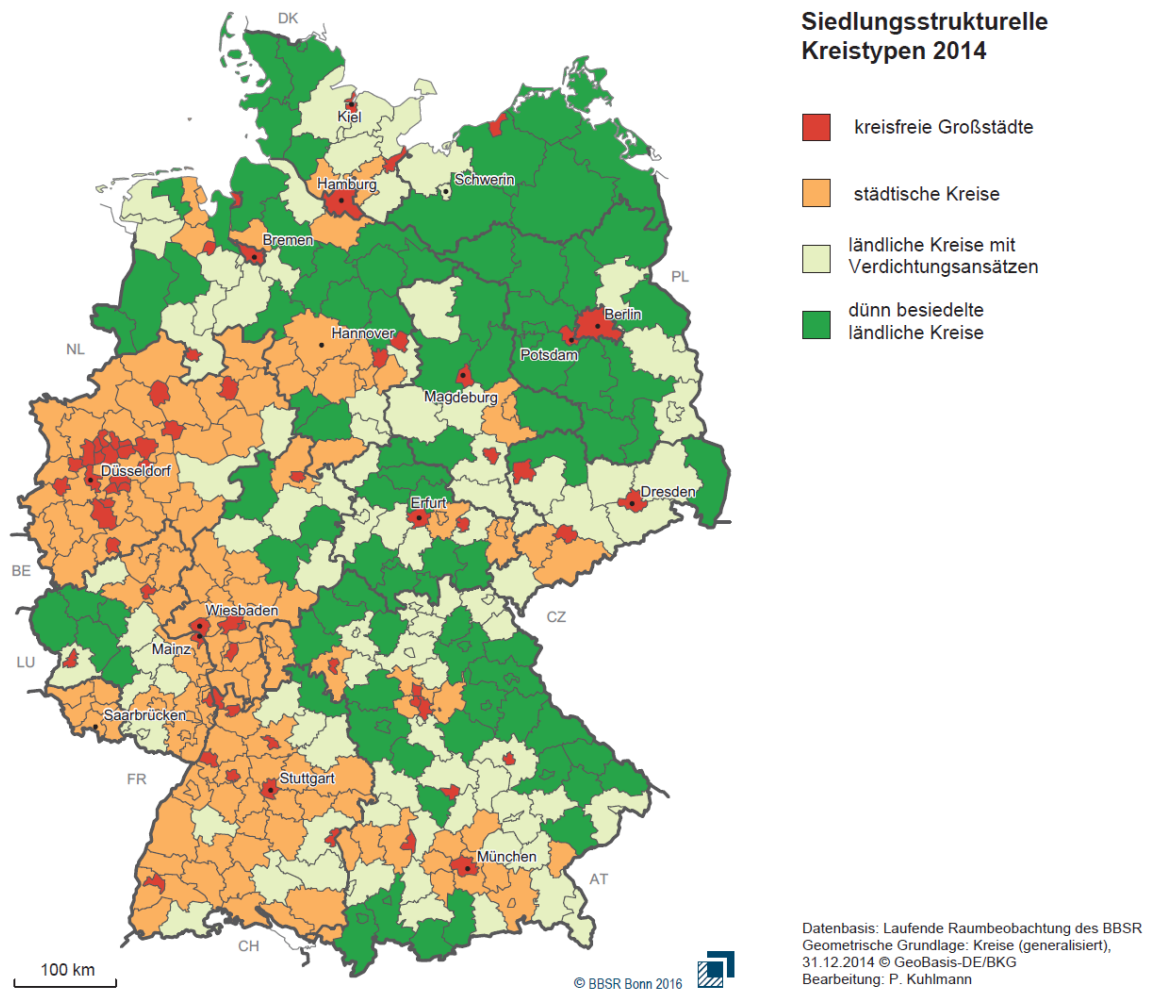 Siedlungsstrukturelle
Kreistypen 2014
kreisfreie Großstädte
städtische Kreise
ländliche Kreise mit
Verdichtungsansätzen
dünn besiedelte
ländliche Kreise
DK
Kiel
Hamburg
Schwerin
Bremen
PL
Berlin
Hannover
Potsdam
NL
Magdeburg
Düsseldorf
Dresden
Erfurt
BE
Wiesbaden
CZ
Mainz
LU
Saarbrücken
FR
Stuttgart
München
AT
CH
100 km
© BBSR Bonn 2016
Datenbasis: Laufende Raumbeobachtung des BBSR
Geometrische Grundlage: Kreise (generalisiert),
31.12.2014 © GeoBasis-DE/BKG
Bearbeitung: P. Kuhlmann